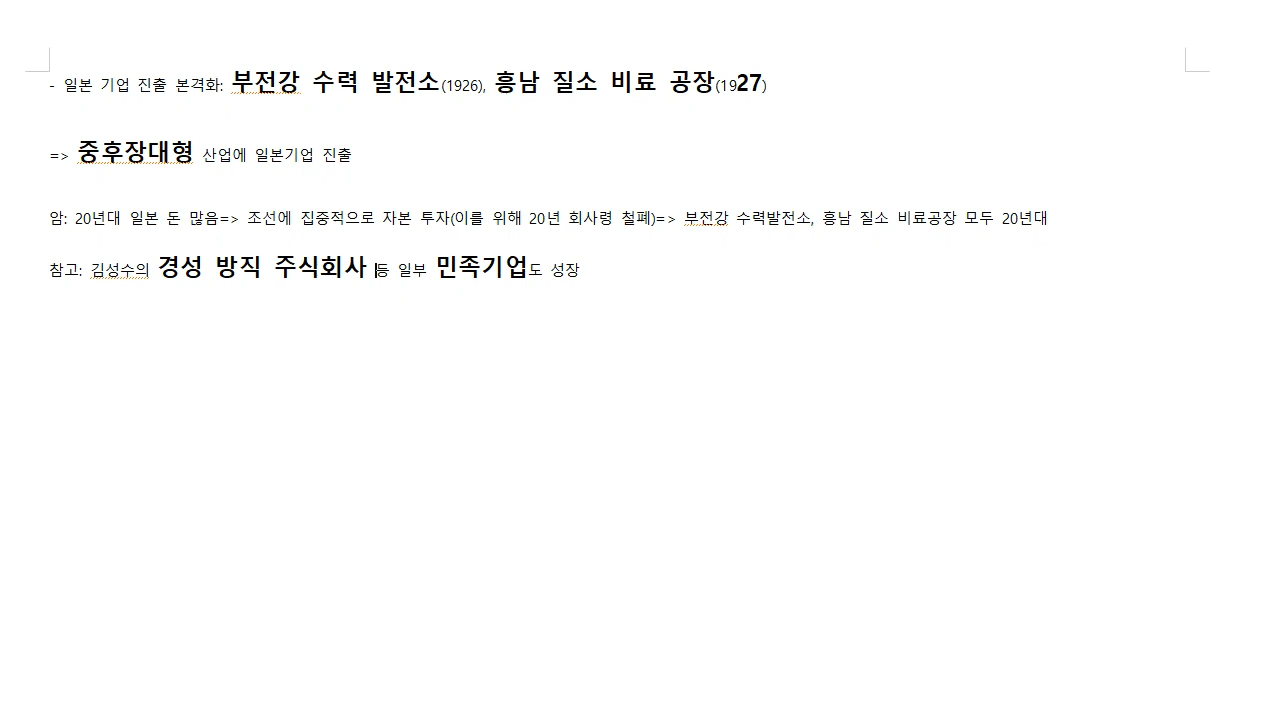 - 일본 기업 진출 본격화: 부전강 수력 발전소(1926), 흥남 질소 비료 공장(1927)
=> 중후장대형 산업에 일본기업 진출
암: 20년대 일본 돈 많음=> 조선에 집중적으로 자본 투자(이를 위해 20년 회사령 철폐)=> 부전강 수력발전소, 흥남 질소 비료공장 모두 20년대
참고: 김성수의 경성 방직 주식회사 등 일부 민족기업도 성장